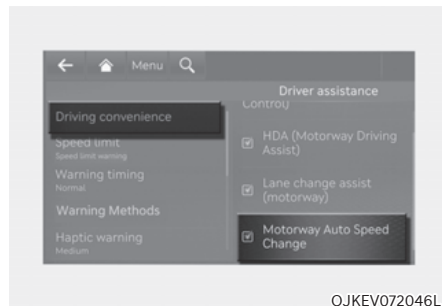 Menu
Driver assistance
Driving convenience
Speed limit
Speed limit warning
Warning timing
Normal
Warning Methods
Haptic warning
Medium
Control)
HDA (Motorway Driving
Assist)
Lane change assist
(motorway)
Motorway Auto Speed
Change
OJKEV072046L